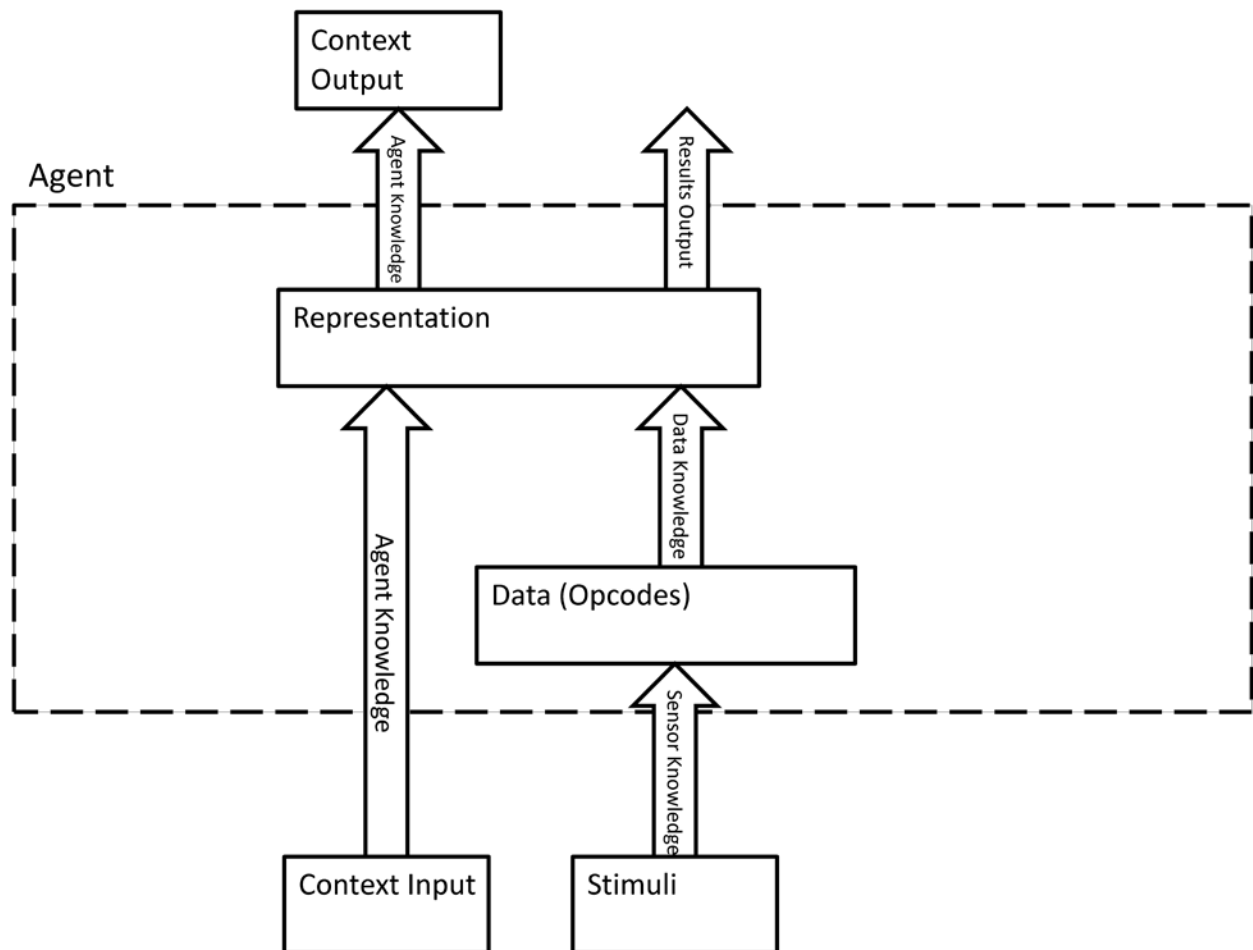 Context
Output
Agent Knowledge
Results Output
Agent
Representation
Agent Knowledge
Data Knowledge
Data (Opcodes)
Sensor Knowledge
Context Input
Stimuli